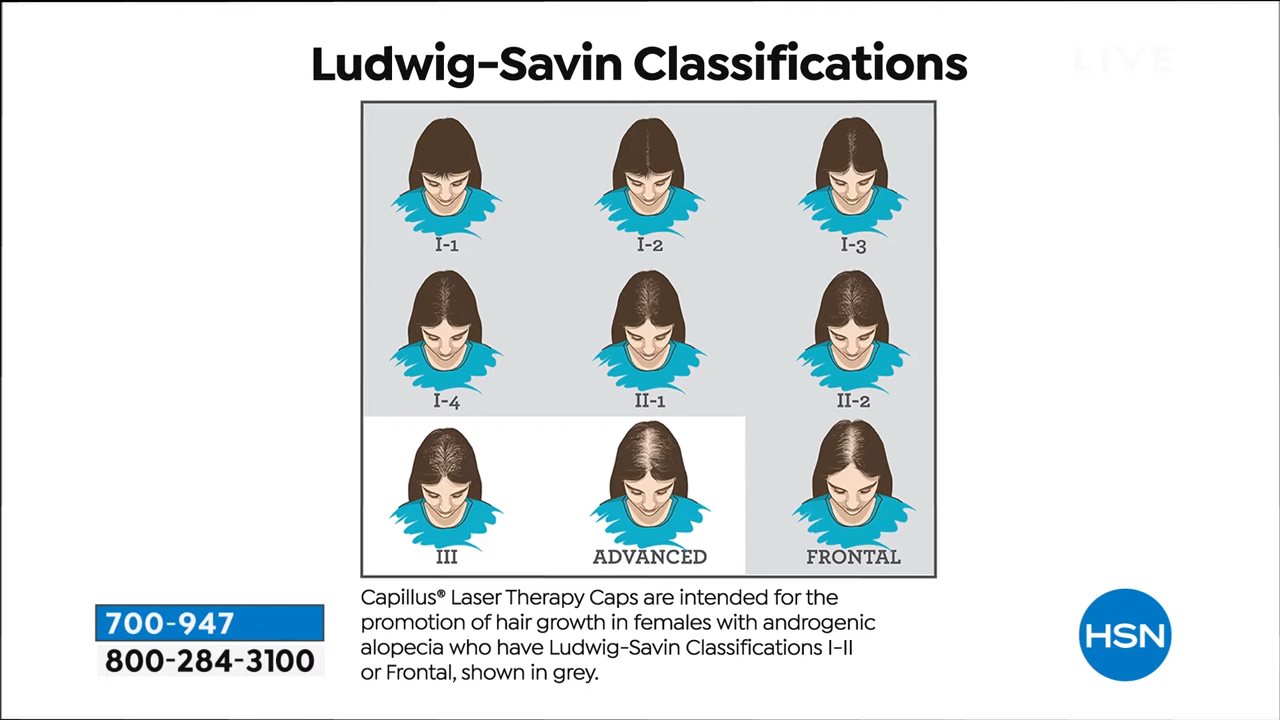 Ludwig-Savin Classifications
LIVE
I-1
I-2
I-3
I-4
II-1
II-2
III
ADVANCED
FRONTAL
Capillus® Laser Therapy Caps are intended for the
promotion of hair growth in females with androgenic
alopecia who have Ludwig-Savin Classifications I-II
or Frontal, shown in grey.
700-947
800-284-3100
HSN